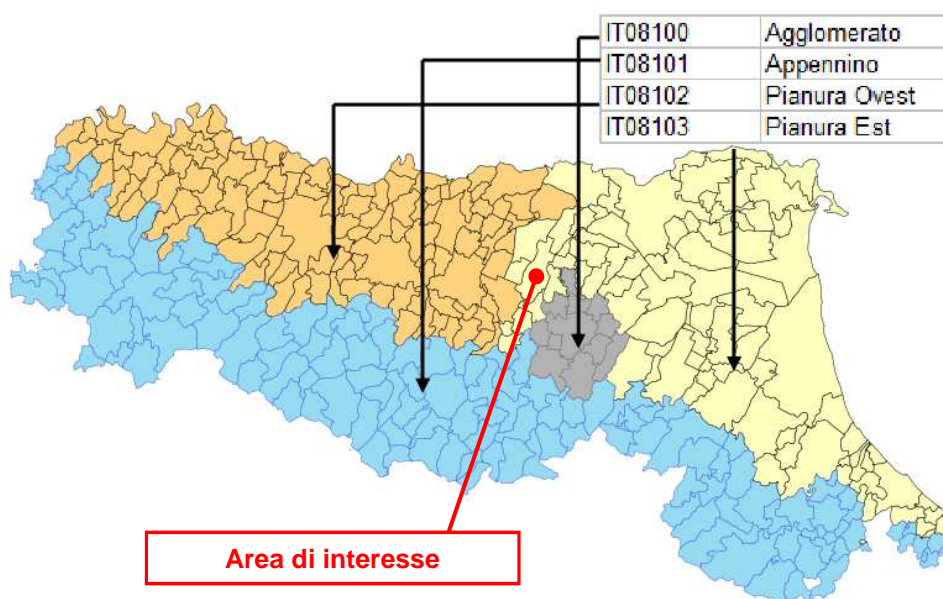 IT08100 Agglomerato
IT08101 Appennino
IT08102 Pianura Ovest
IT08103 Pianura Est
Area di interesse